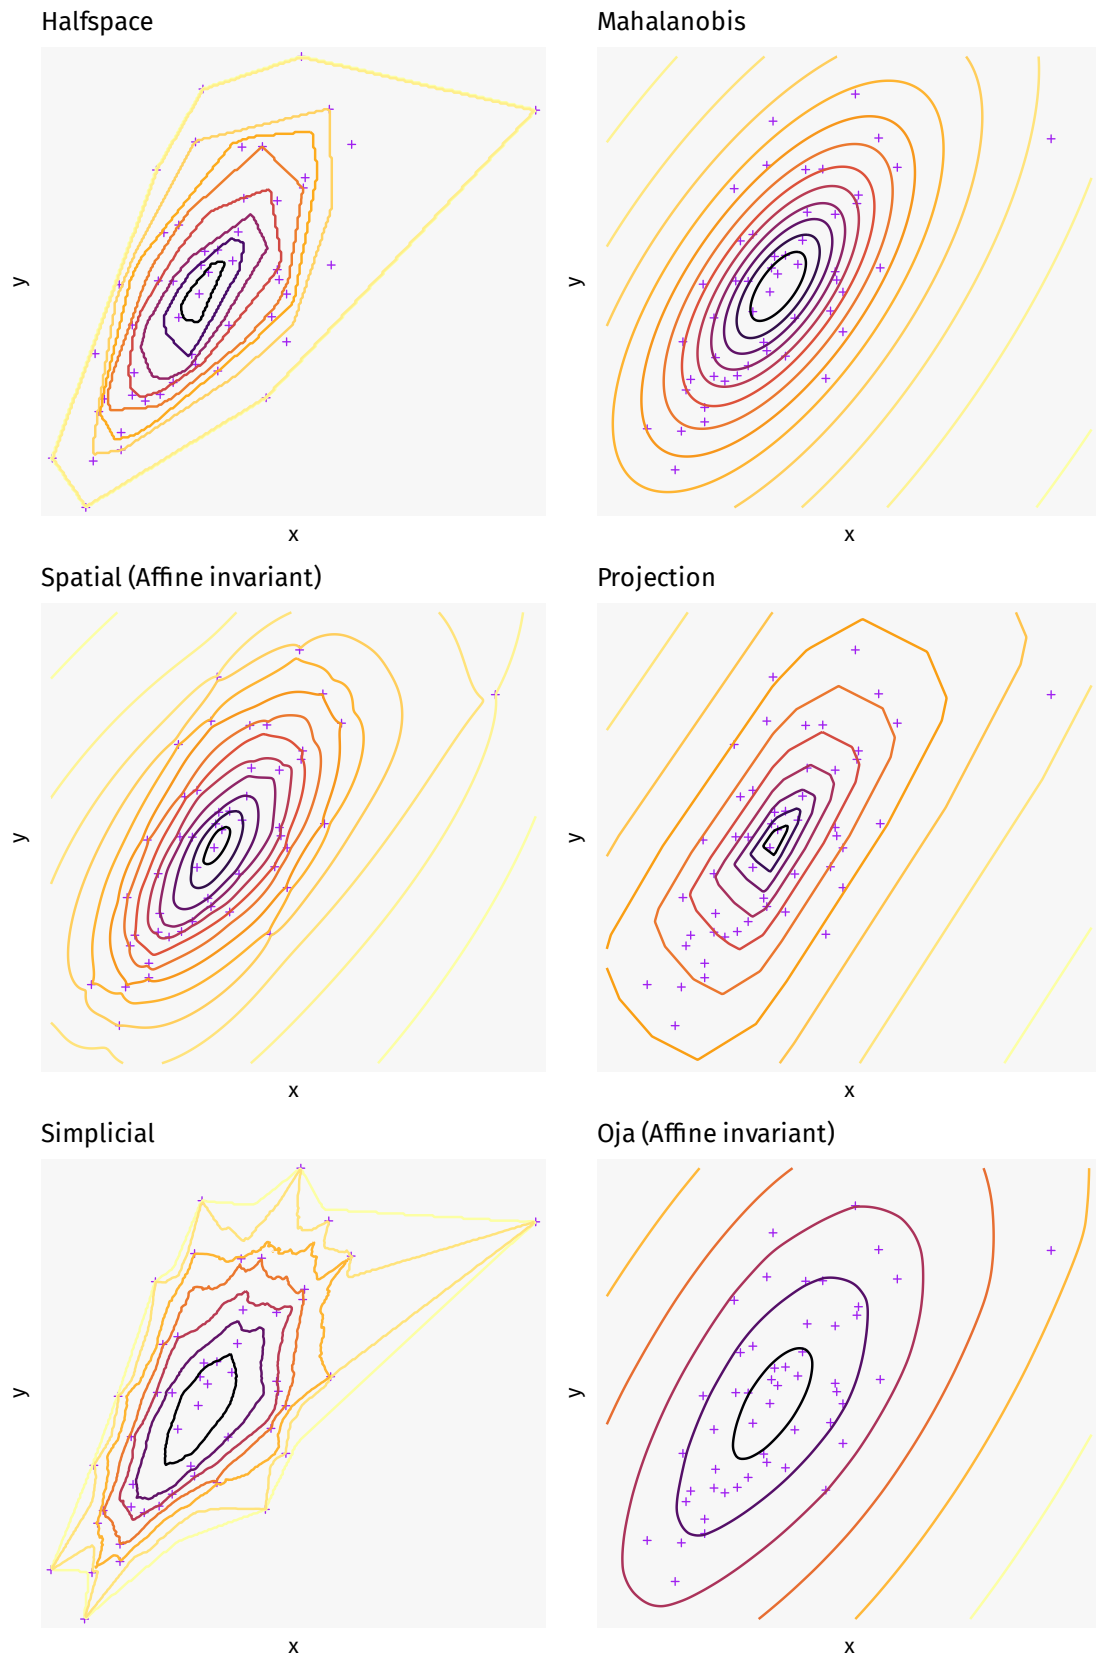 Halfspace
Mahalanobis
y
y
x
x
Spatial (Affine invariant)
Projection
y
y
x
x
Simplicial
Oja (Affine invariant)
y
y
x
x